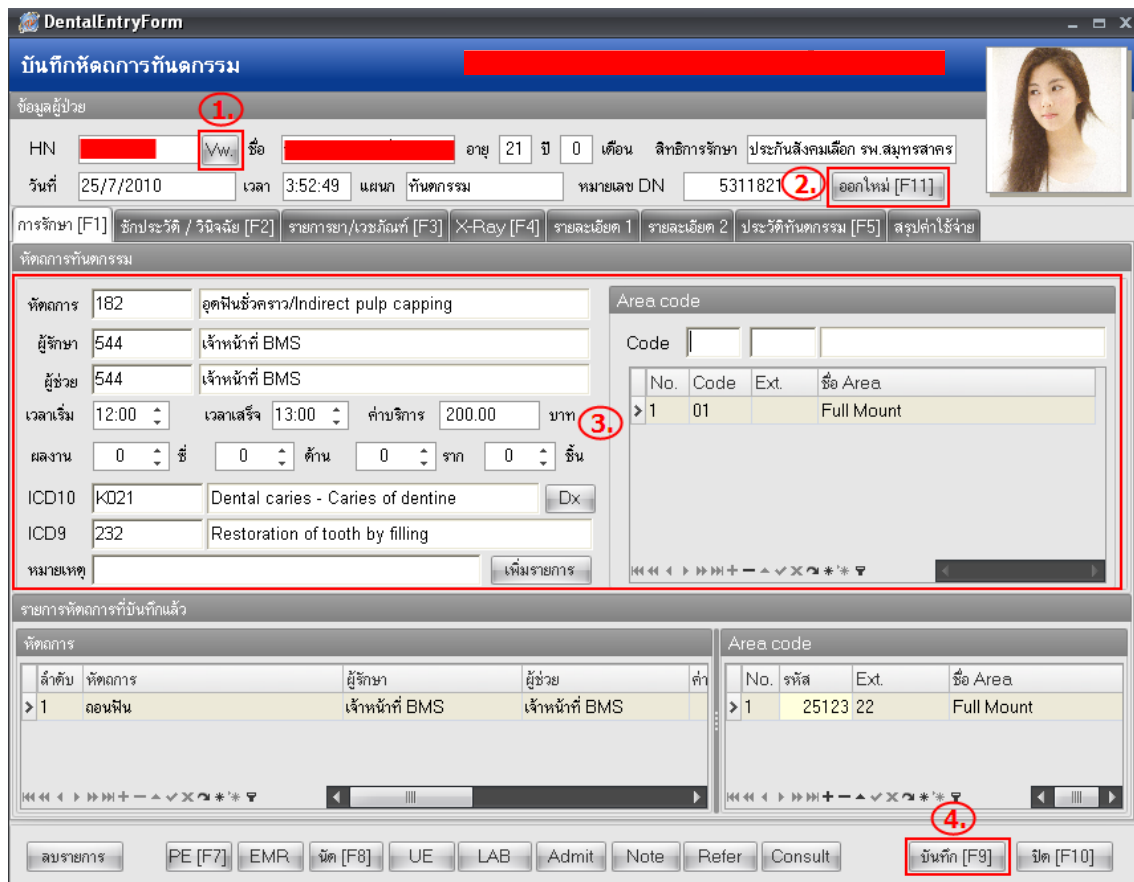 DentalEntryForm
บันทึกหัตถการทันตกรรม
ข้อมูลผู้ป่วย
1.
HN Vw. ชื่อ อายุ 21 ปี 0 เดือน สิทธิการรักษา ประกันสังคมเลือก รพ.สมุทรสาคร
วันที่ 25/7/2010 เวลา 3:52:49 แผนก ทันตกรรม หมายเลข DN 5311821 2. ออกใหม่ [F11]
การรักษา [F1] ซักประวัติ / วินิจฉัย [F2] รายการยา/เวชภัณฑ์ [F3] X-Ray [F4] รายละเอียด 1 รายละเอียด 2 ประวัติทันตกรรม [F5] สรุปค่าใช้จ่าย
หัตถการทันตกรรม
หัตถการ 182 อุดฟันชั่วคราว/Indirect pulp capping
ผู้รักษา 544 เจ้าหน้าที่ BMS
ผู้ช่วย 544 เจ้าหน้าที่ BMS
เวลาเริ่ม 12:00 เวลาเสร็จ 13:00 ค่าบริการ 200.00 บาท
ผลงาน 0 ซี่ 0 ด้าน 0 ราก 0 ชิ้น
ICD10 K021 Dental caries - Caries of dentine Dx
ICD9 232 Restoration of tooth by filling
หมายเหตุ เพิ่มรายการ
3.
Area code
Code
No. Code Ext. ชื่อ Area
1 01 Full Mount
รายการหัตถการที่บันทึกแล้ว
หัตถการ
ลำดับ หัตถการ ผู้รักษา ผู้ช่วย ค่า
1 ถอนฟัน เจ้าหน้าที่ BMS เจ้าหน้าที่ BMS
Area code
No. รหัส Ext. ชื่อ Area
1 25123 22 Full Mount
4.
ลบรายการ PE [F7] EMR นัด [F8] UE LAB Admit Note Refer Consult บันทึก [F9] ปิด [F10]